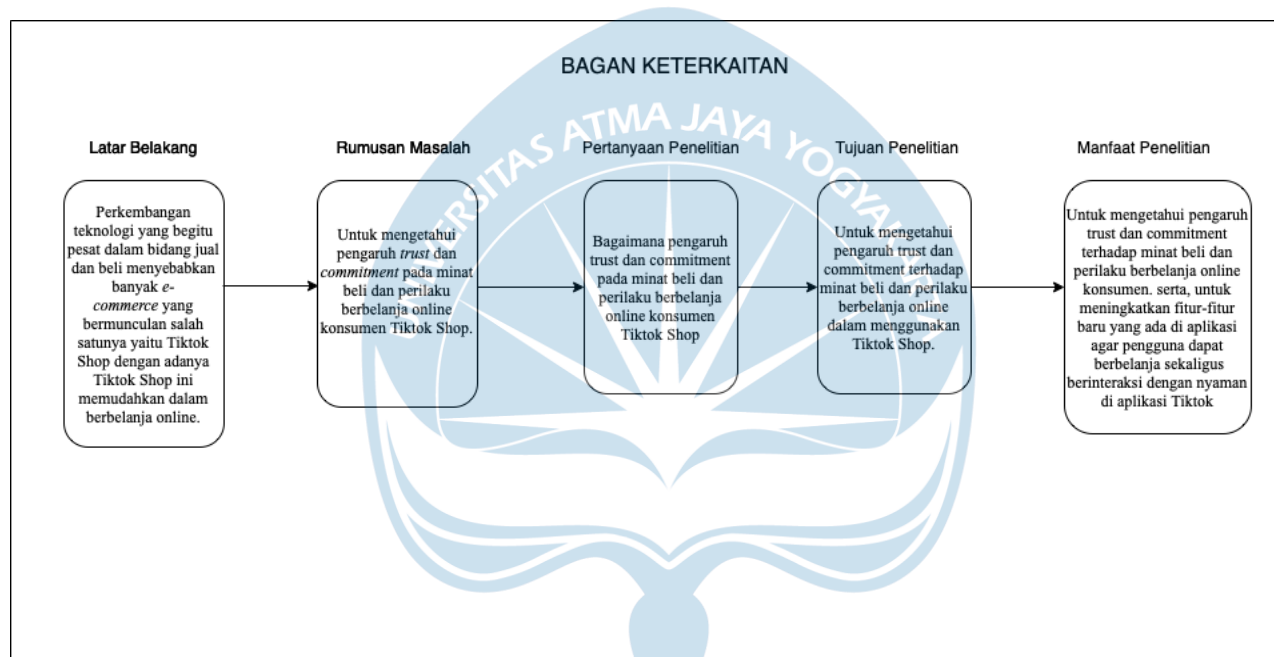 BAGAN KETERKAITAN
UNIVERSITAS ATMA JAYA YOGYAKARTA
Latar Belakang
Perkembangan
teknologi yang begitu
pesat dalam bidang jual
dan beli menyebabkan
banyak e-
commerce yang
bermunculan salah
satunya yaitu Tiktok
Shop dengan adanya
Tiktok Shop ini
memudahkan dalam
berbelanja online.
Rumusan Masalah
Untuk mengetahui
pengaruh trust dan
commitment pada minat
beli dan perilaku
berbelanja online
konsumen Tiktok Shop.
Pertanyaan Penelitian
Bagaimana pengaruh
trust dan commitment
pada minat beli dan
perilaku berbelanja
online konsumen
Tiktok Shop
Tujuan Penelitian
Untuk mengetahui
pengaruh trust dan
commitment terhadap
minat beli dan perilaku
berbelanja online
dalam menggunakan
Tiktok Shop.
Manfaat Penelitian
Untuk mengetahui pengaruh
trust dan commitment
terhadap minat beli dan
perilaku berbelanja online
konsumen. serta, untuk
meningkatkan fitur-fitur
baru yang ada di aplikasi
agar pengguna dapat
berbelanja sekaligus
berinteraksi dengan nyaman
di aplikasi Tiktok